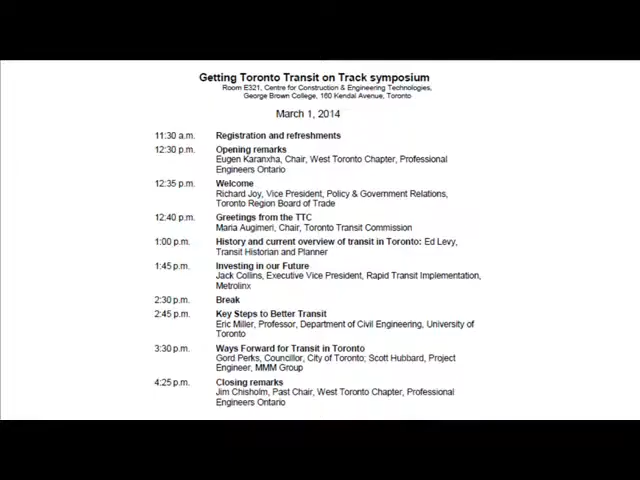 Getting Toronto Transit on Track symposium
Room E321, Centre for Construction & Engineering Technologies,
George Brown College, 160 Kendal Avenue, Toronto
March 1, 2014
11:30 a.m. Registration and refreshments
12:30 p.m. Opening remarks
Eugen Karanxha, Chair, West Toronto Chapter, Professional
Engineers Ontario
12:35 p.m. Welcome
Richard Joy, Vice President, Policy & Government Relations,
Toronto Region Board of Trade
12:40 p.m. Greetings from the TTC
Maria Augimeri, Chair, Toronto Transit Commission
1:00 p.m. History and current overview of transit in Toronto: Ed Levy,
Transit Historian and Planner
1:45 p.m. Investing in our Future
Jack Collins, Executive Vice President, Rapid Transit Implementation,
Metrolinx
2:30 p.m. Break
2:45 p.m. Key Steps to Better Transit
Eric Miller, Professor, Department of Civil Engineering, University of
Toronto
3:30 p.m. Ways Forward for Transit in Toronto
Gord Perks, Councillor, City of Toronto; Scott Hubbard, Project
Engineer, MMM Group
4:25 p.m. Closing remarks
Jim Chisholm, Past Chair, West Toronto Chapter, Professional
Engineers Ontario